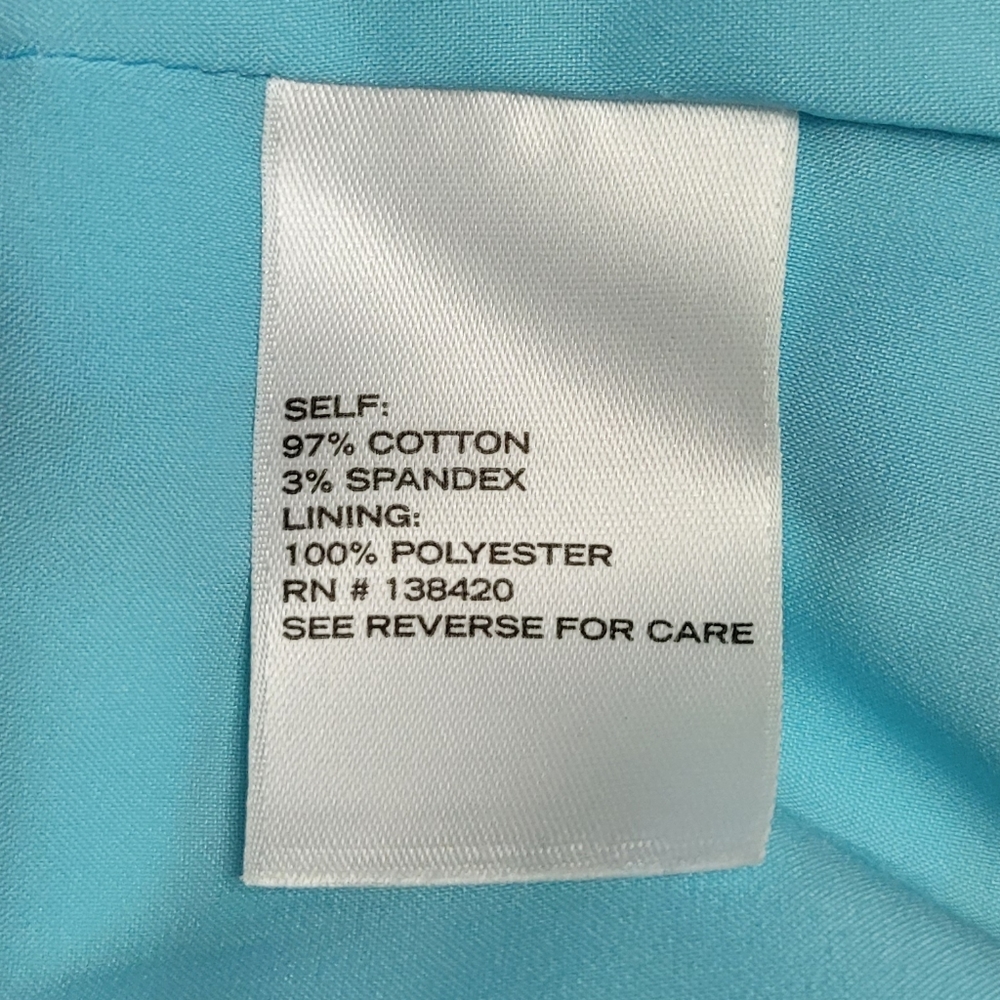 SELF:
97% COTTON
3% SPANDEX
LINING:
100% POLYESTER
RN # 138420
SEE REVERSE FOR CARE